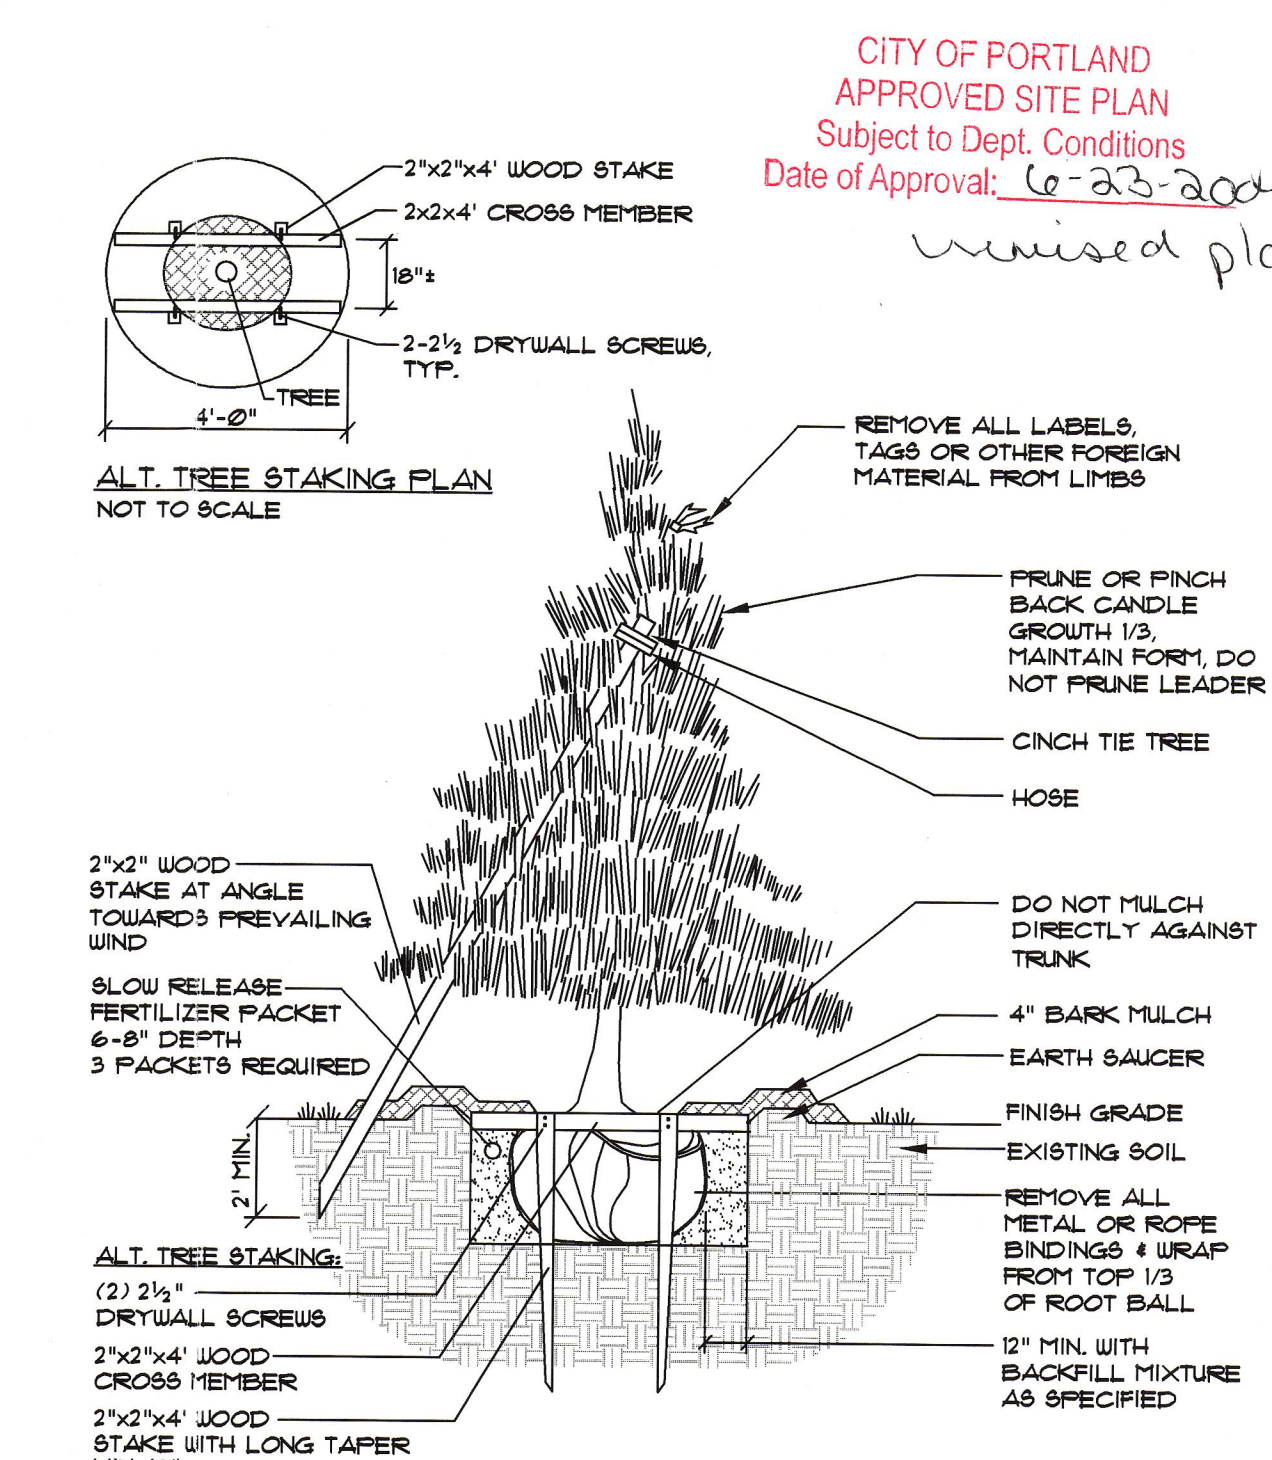 CITY OF PORTLAND
APPROVED SITE PLAN
Subject to Dept. Conditions
Date of Approval: 6-23-200
2"x2"x4' WOOD STAKE
2x2x4' CROSS MEMBER
18"±
2-2½ DRYWALL SCREWS,
TYP.
TREE
4'-0"
ALT. TREE STAKING PLAN
NOT TO SCALE
REMOVE ALL LABELS,
TAGS OR OTHER FOREIGN
MATERIAL FROM LIMBS
PRUNE OR PINCH
BACK CANDLE
GROWTH 1/3,
MAINTAIN FORM, DO
NOT PRUNE LEADER
CINCH TIE TREE
HOSE
2"x2" WOOD
STAKE AT ANGLE
TOWARDS PREVAILING
WIND
SLOW RELEASE
FERTILIZER PACKET
6-8" DEPTH
3 PACKETS REQUIRED
2' MIN.
DO NOT MULCH
DIRECTLY AGAINST
TRUNK
4" BARK MULCH
EARTH SAUCER
FINISH GRADE
EXISTING SOIL
REMOVE ALL
METAL OR ROPE
BINDINGS & WRAP
FROM TOP 1/3
OF ROOT BALL
12" MIN. WITH
BACKFILL MIXTURE
AS SPECIFIED
ALT. TREE STAKING:
(2) 2½"
DRYWALL SCREWS
2"x2"x4' WOOD
CROSS MEMBER
2"x2"x4' WOOD
STAKE WITH LONG TAPER